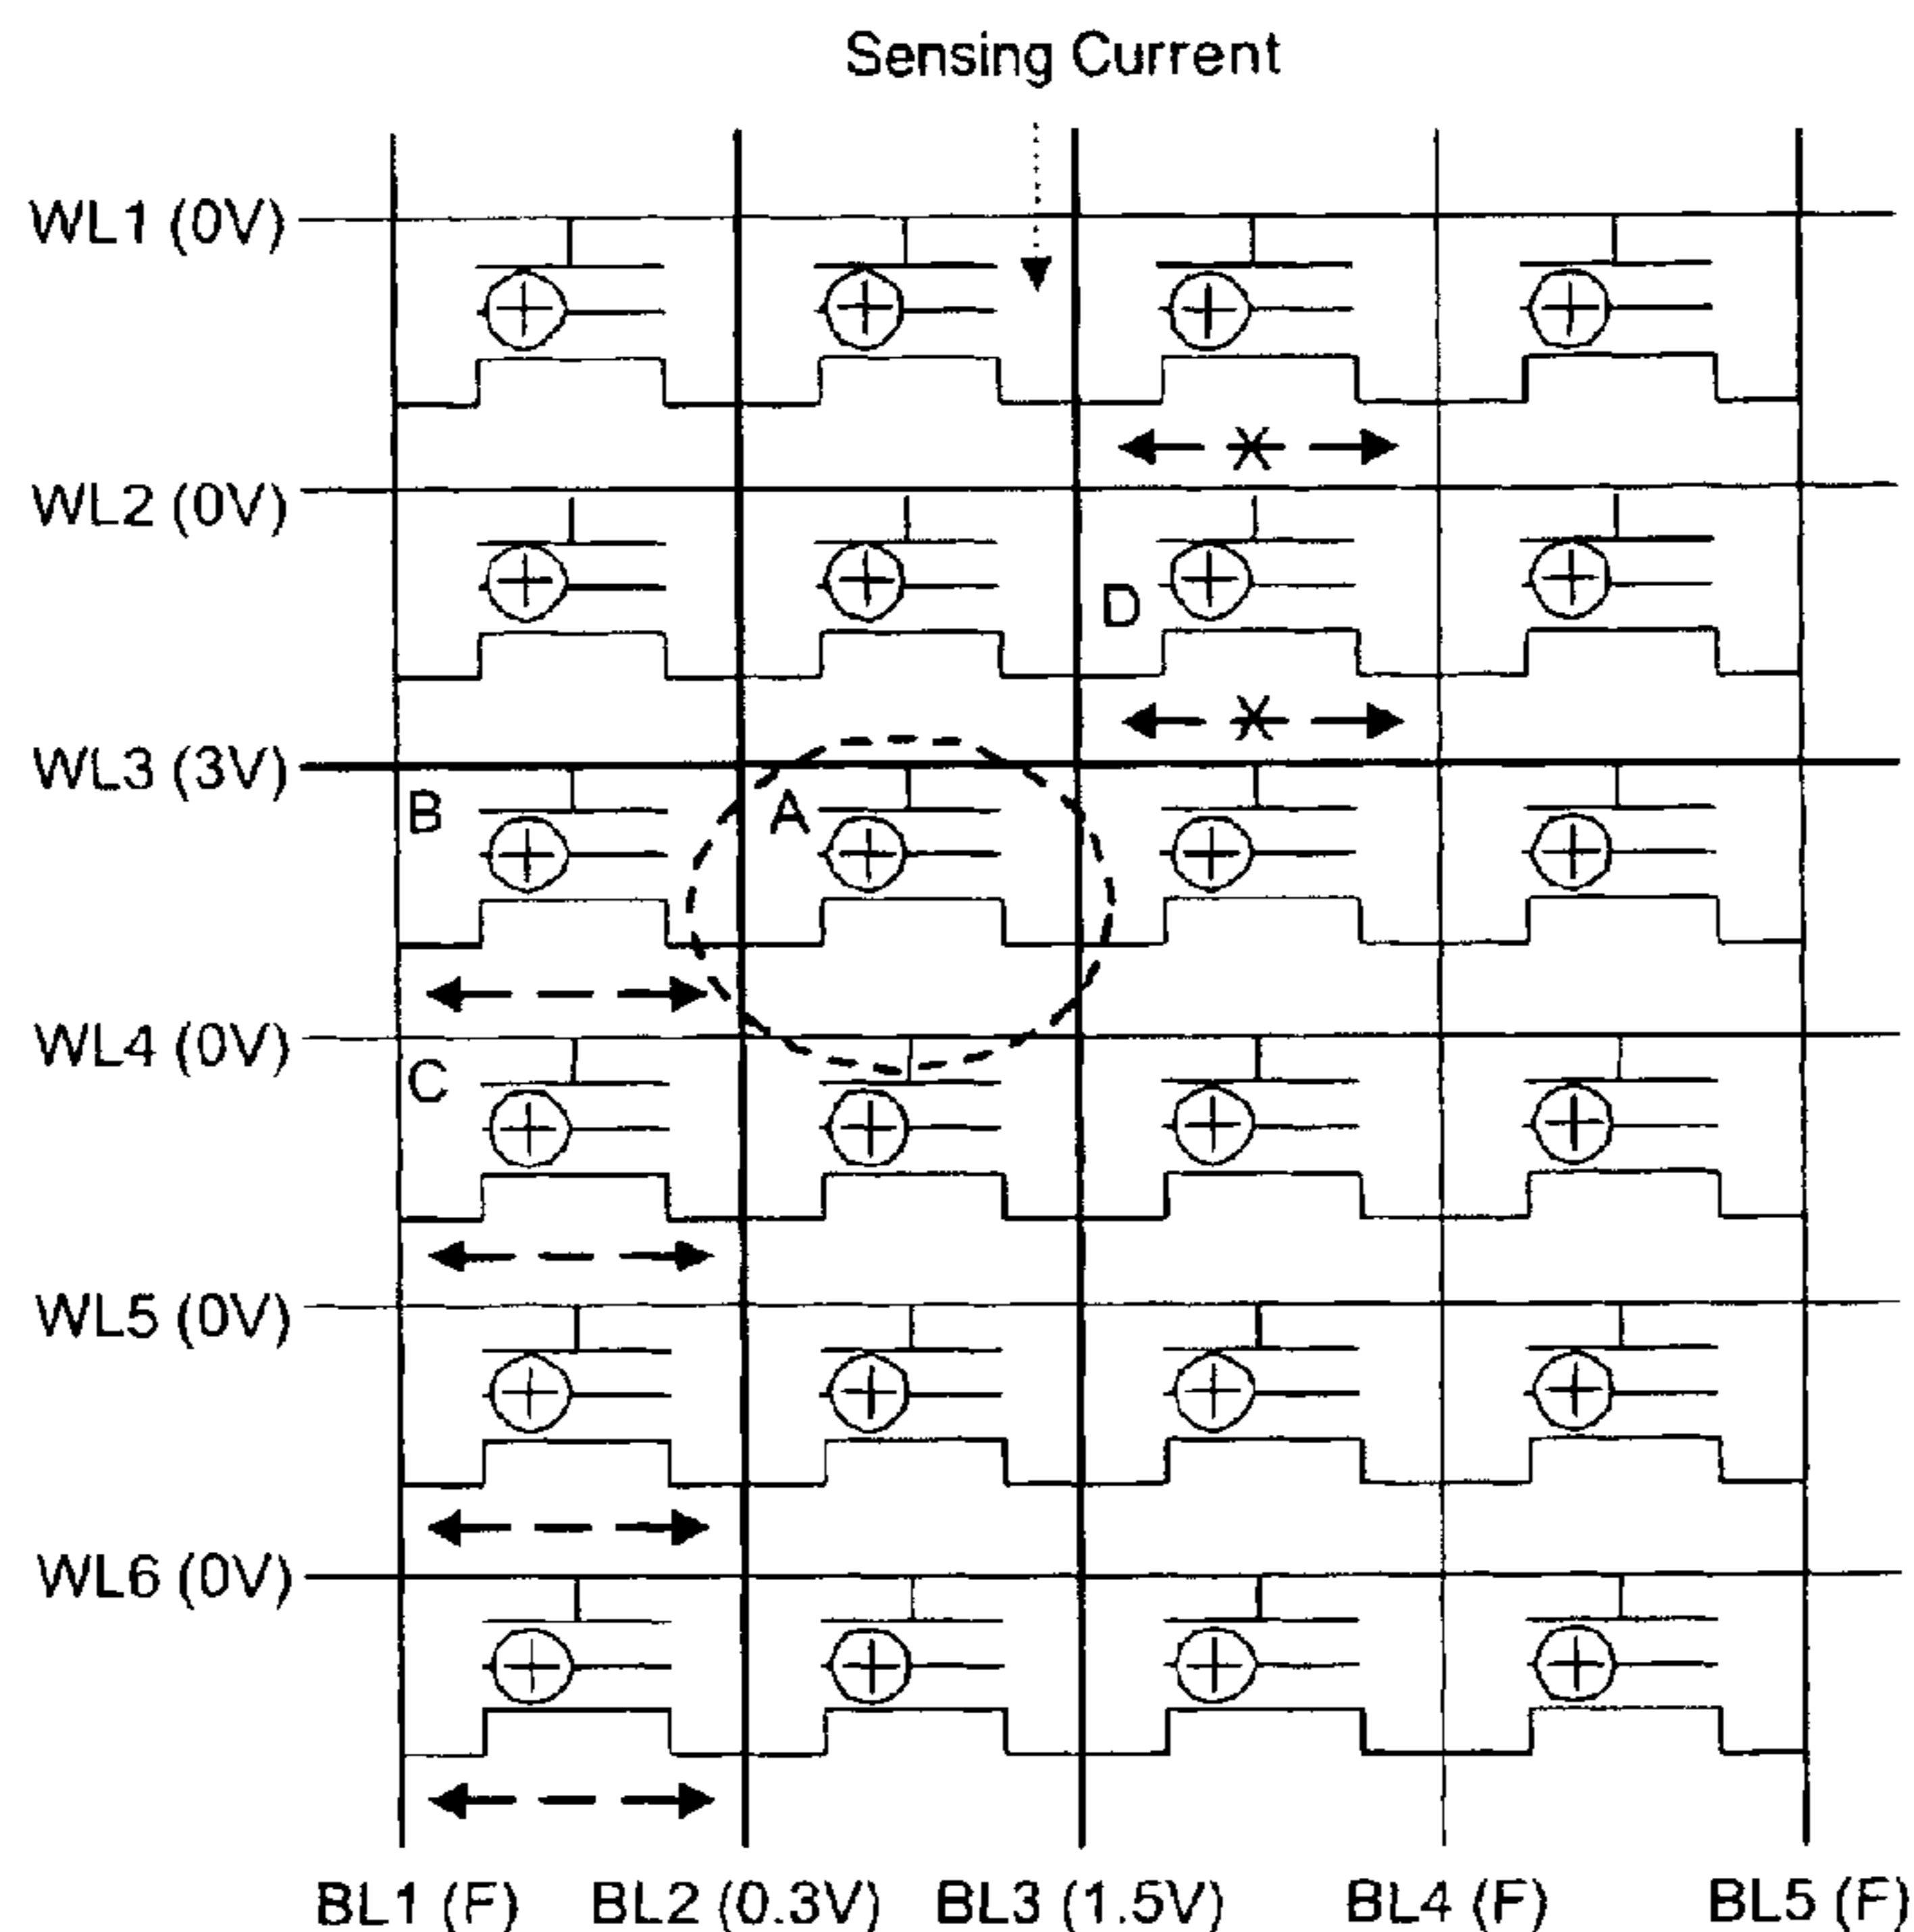 Sensing Current
WL1 (0V)
WL2 (0V)
D
WL3 (3V)
B
A
WL4 (0V)
C
WL5 (0V)
WL6 (0V)
BL1 (F) BL2 (0.3V) BL3 (1.5V) BL4 (F) BL5 (F)